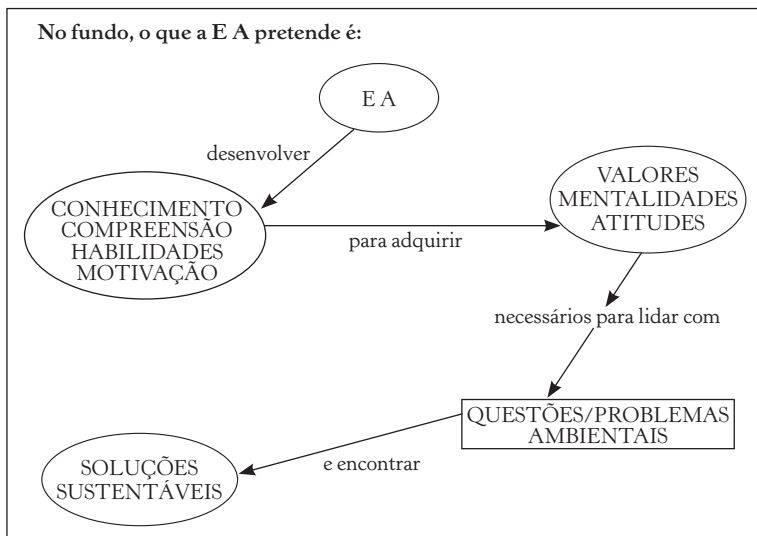 No fundo, o que a E A pretende é:
E A
desenvolver
CONHECIMENTO
COMPREENSÃO
HABILIDADES
MOTIVAÇÃO
para adquirir
VALORES
MENTALIDADES
ATITUDES
necessários para lidar com
QUESTÕES/PROBLEMAS
AMBIENTAIS
e encontrar
SOLUÇÕES
SUSTENTÁVEIS